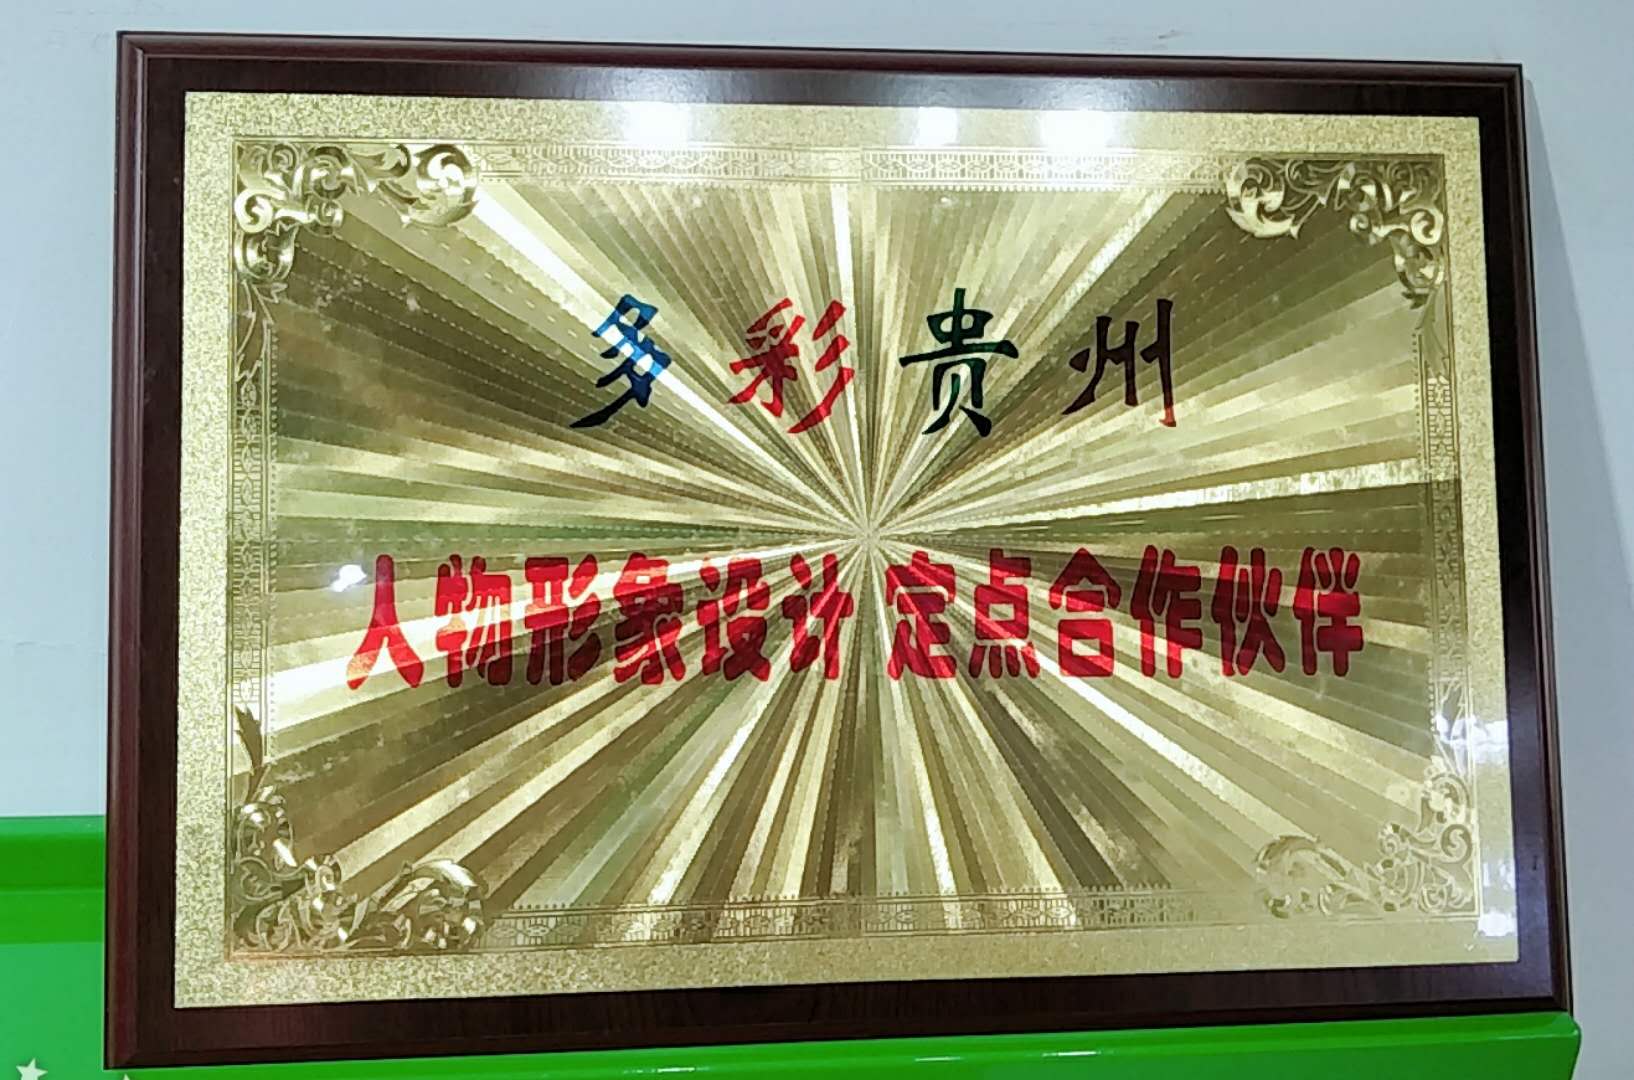 多彩贵州
人物形象设计 定点合作伙伴